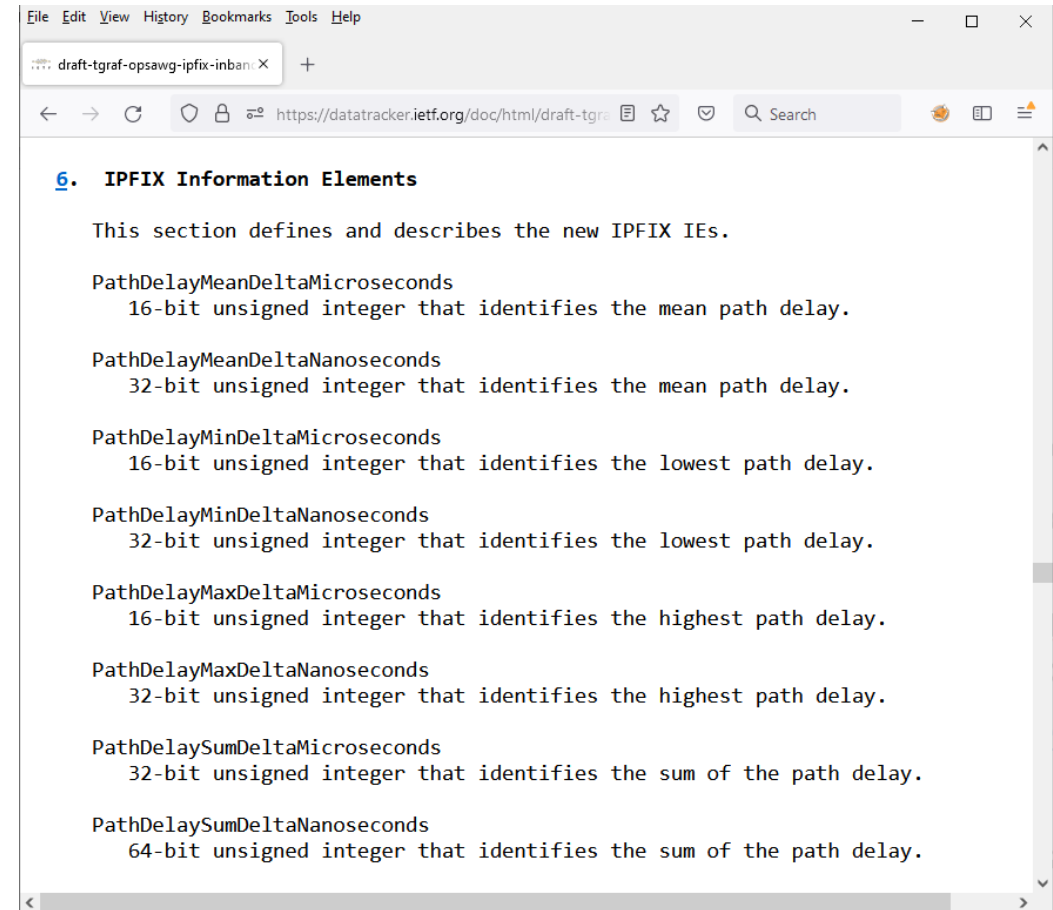 File Edit View History Bookmarks Tools Help
draft-tgraf-opsawg-ipfix-inban
https://datatracker.ietf.org/doc/html/draft-tgra Search
6. IPFIX Information Elements
This section defines and describes the new IPFIX IEs.
PathDelayMeanDeltaMicroseconds
16-bit unsigned integer that identifies the mean path delay.
PathDelayMeanDeltaNanoseconds
32-bit unsigned integer that identifies the mean path delay.
PathDelayMinDeltaMicroseconds
16-bit unsigned integer that identifies the lowest path delay.
PathDelayMinDeltaNanoseconds
32-bit unsigned integer that identifies the lowest path delay.
PathDelayMaxDeltaMicroseconds
16-bit unsigned integer that identifies the highest path delay.
PathDelayMaxDeltaNanoseconds
32-bit unsigned integer that identifies the highest path delay.
PathDelaySumDeltaMicroseconds
32-bit unsigned integer that identifies the sum of the path delay.
PathDelaySumDeltaNanoseconds
64-bit unsigned integer that identifies the sum of the path delay.